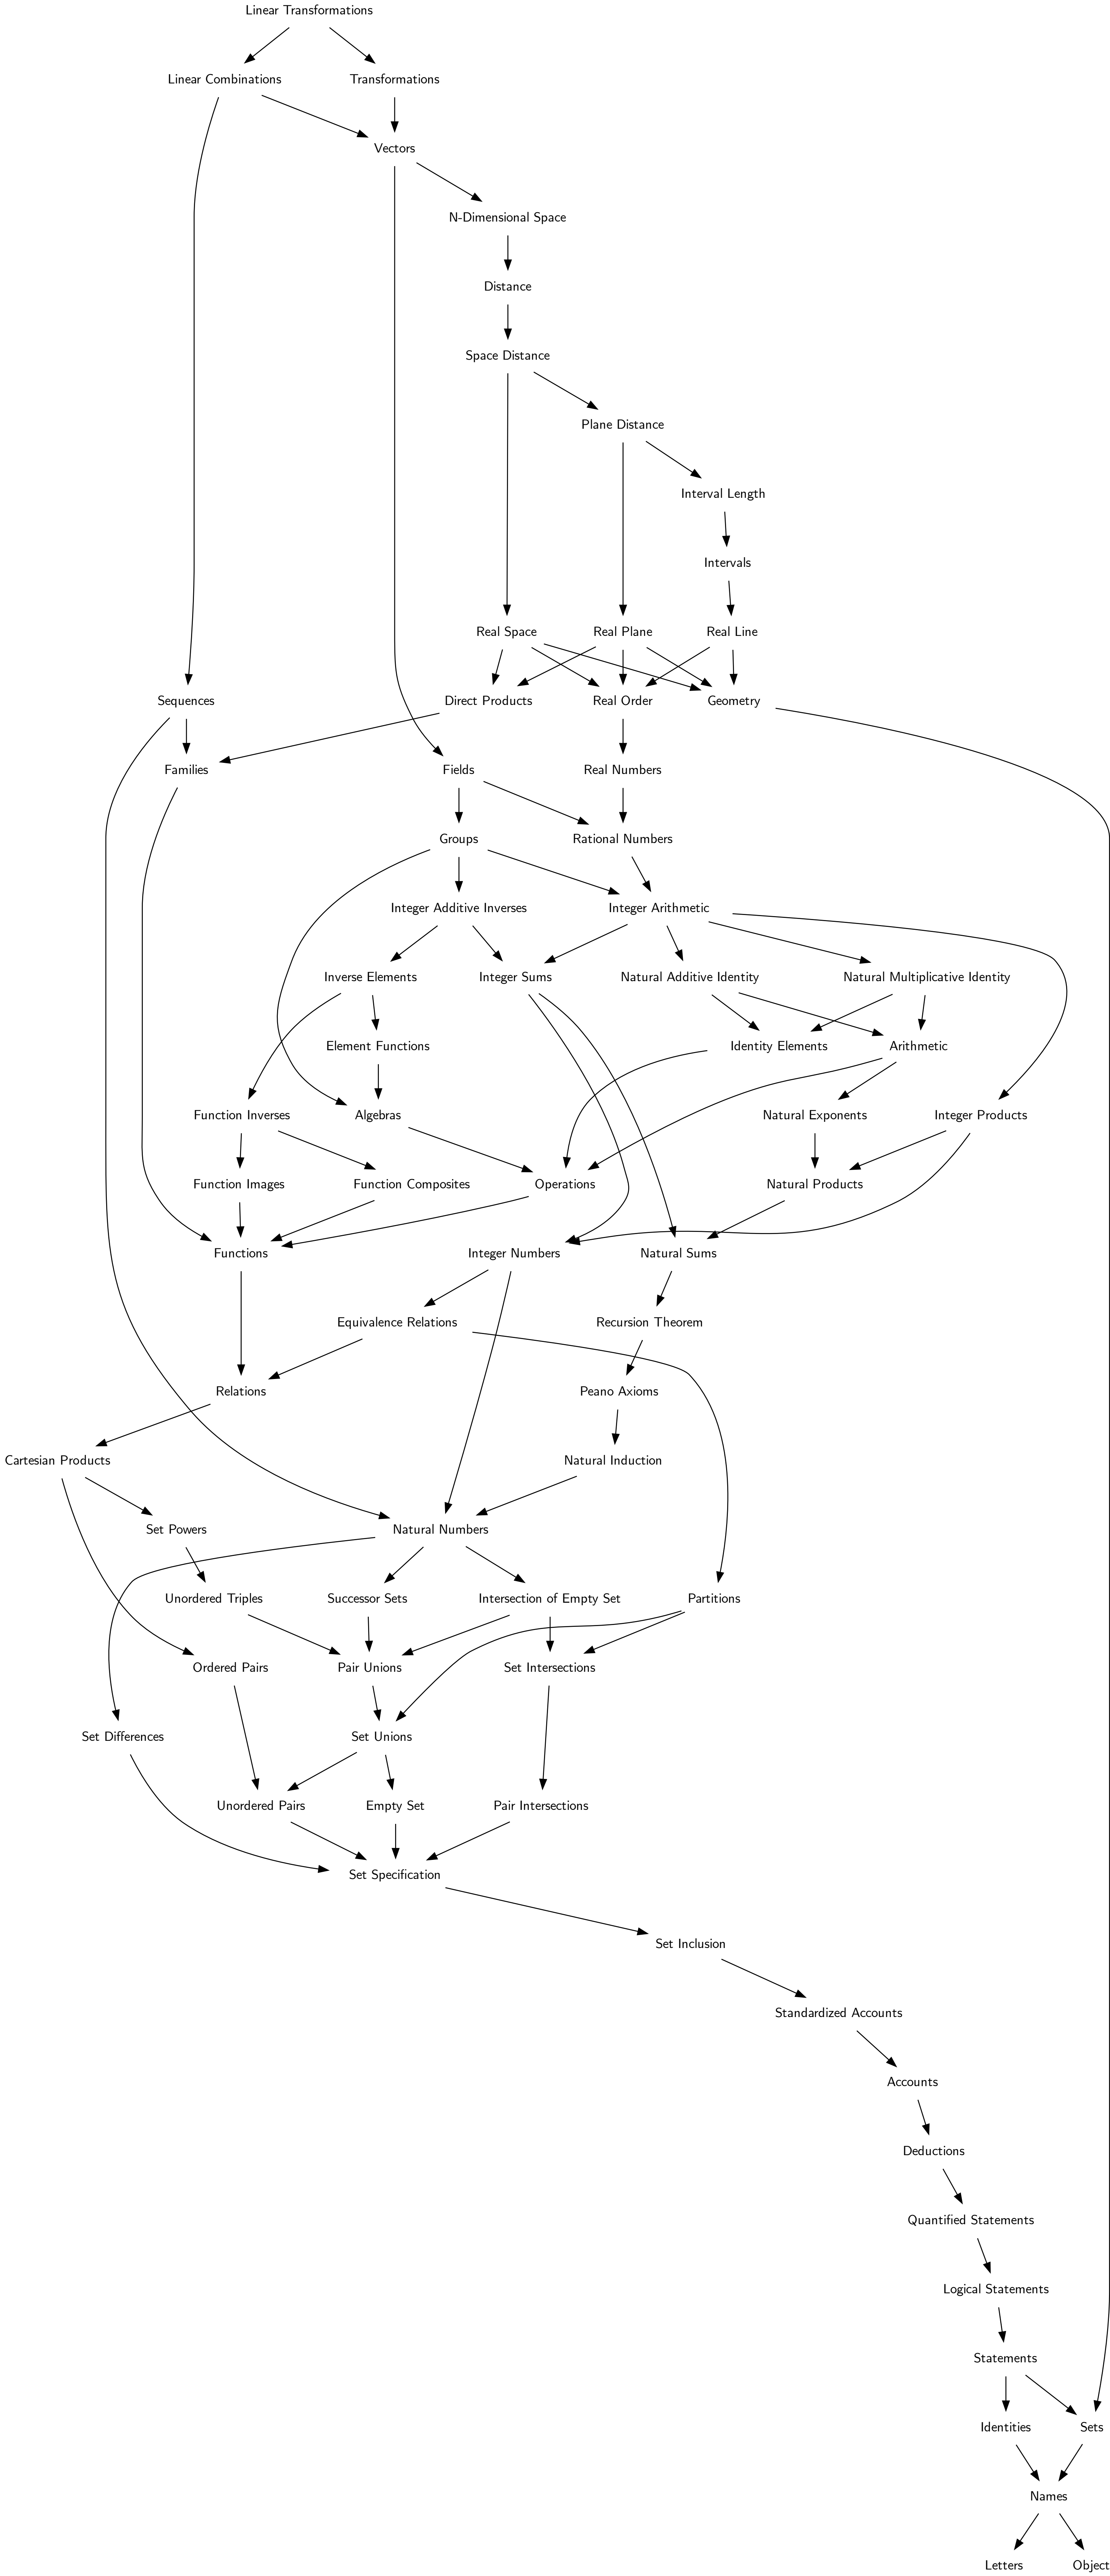 Linear Transformations
Linear Combinations
Transformations
Vectors
N-Dimensional Space
Distance
Space Distance
Plane Distance
Interval Length
Intervals
Real Space
Real Plane
Real Line
Sequences
Direct Products
Real Order
Geometry
Families
Fields
Real Numbers
Groups
Rational Numbers
Integer Additive Inverses
Integer Arithmetic
Inverse Elements
Integer Sums
Natural Additive Identity
Natural Multiplicative Identity
Element Functions
Identity Elements
Arithmetic
Function Inverses
Algebras
Natural Exponents
Integer Products
Function Images
Function Composites
Operations
Natural Products
Functions
Integer Numbers
Natural Sums
Equivalence Relations
Recursion Theorem
Relations
Peano Axioms
Cartesian Products
Natural Induction
Set Powers
Natural Numbers
Unordered Triples
Successor Sets
Intersection of Empty Set
Partitions
Ordered Pairs
Pair Unions
Set Intersections
Set Differences
Set Unions
Unordered Pairs
Empty Set
Pair Intersections
Set Specification
Set Inclusion
Standardized Accounts
Accounts
Deductions
Quantified Statements
Logical Statements
Statements
Identities
Sets
Names
Letters
Object